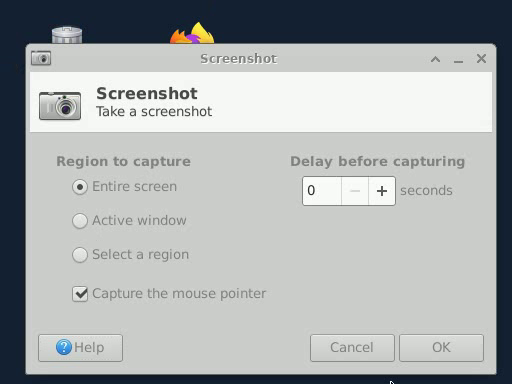 Screenshot
Screenshot
Take a screenshot
Region to capture
Entire screen
Active window
Select a region
Capture the mouse pointer
Delay before capturing
0 seconds
Help
Cancel
OK